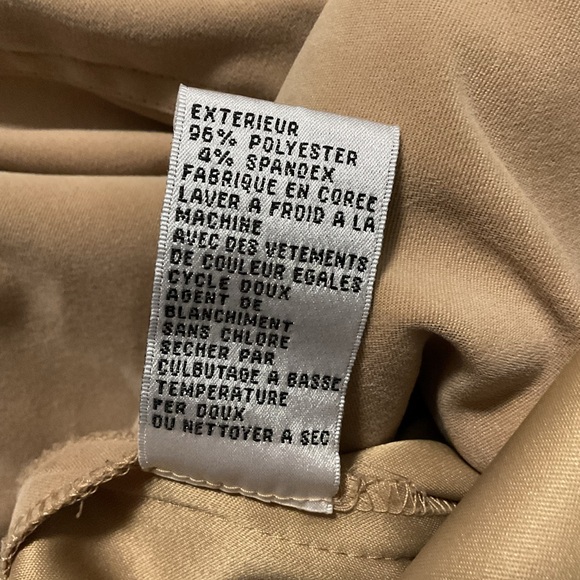 EXTERIEUR
96% POLYESTER
4% SPANDEX
FABRIQUE EN COREE
LAVER A FROID A LA
MACHINE
AVEC DES VETEMENTS
DE COULEUR EGALES
CYCLE DOUX
AGENT DE
BLANCHIMENT
SANS CHLORE
SECHER PAR
CULBUTAGE A BASSE
TEMPERATURE
FER DOUX
OU NETTOYER A SEC